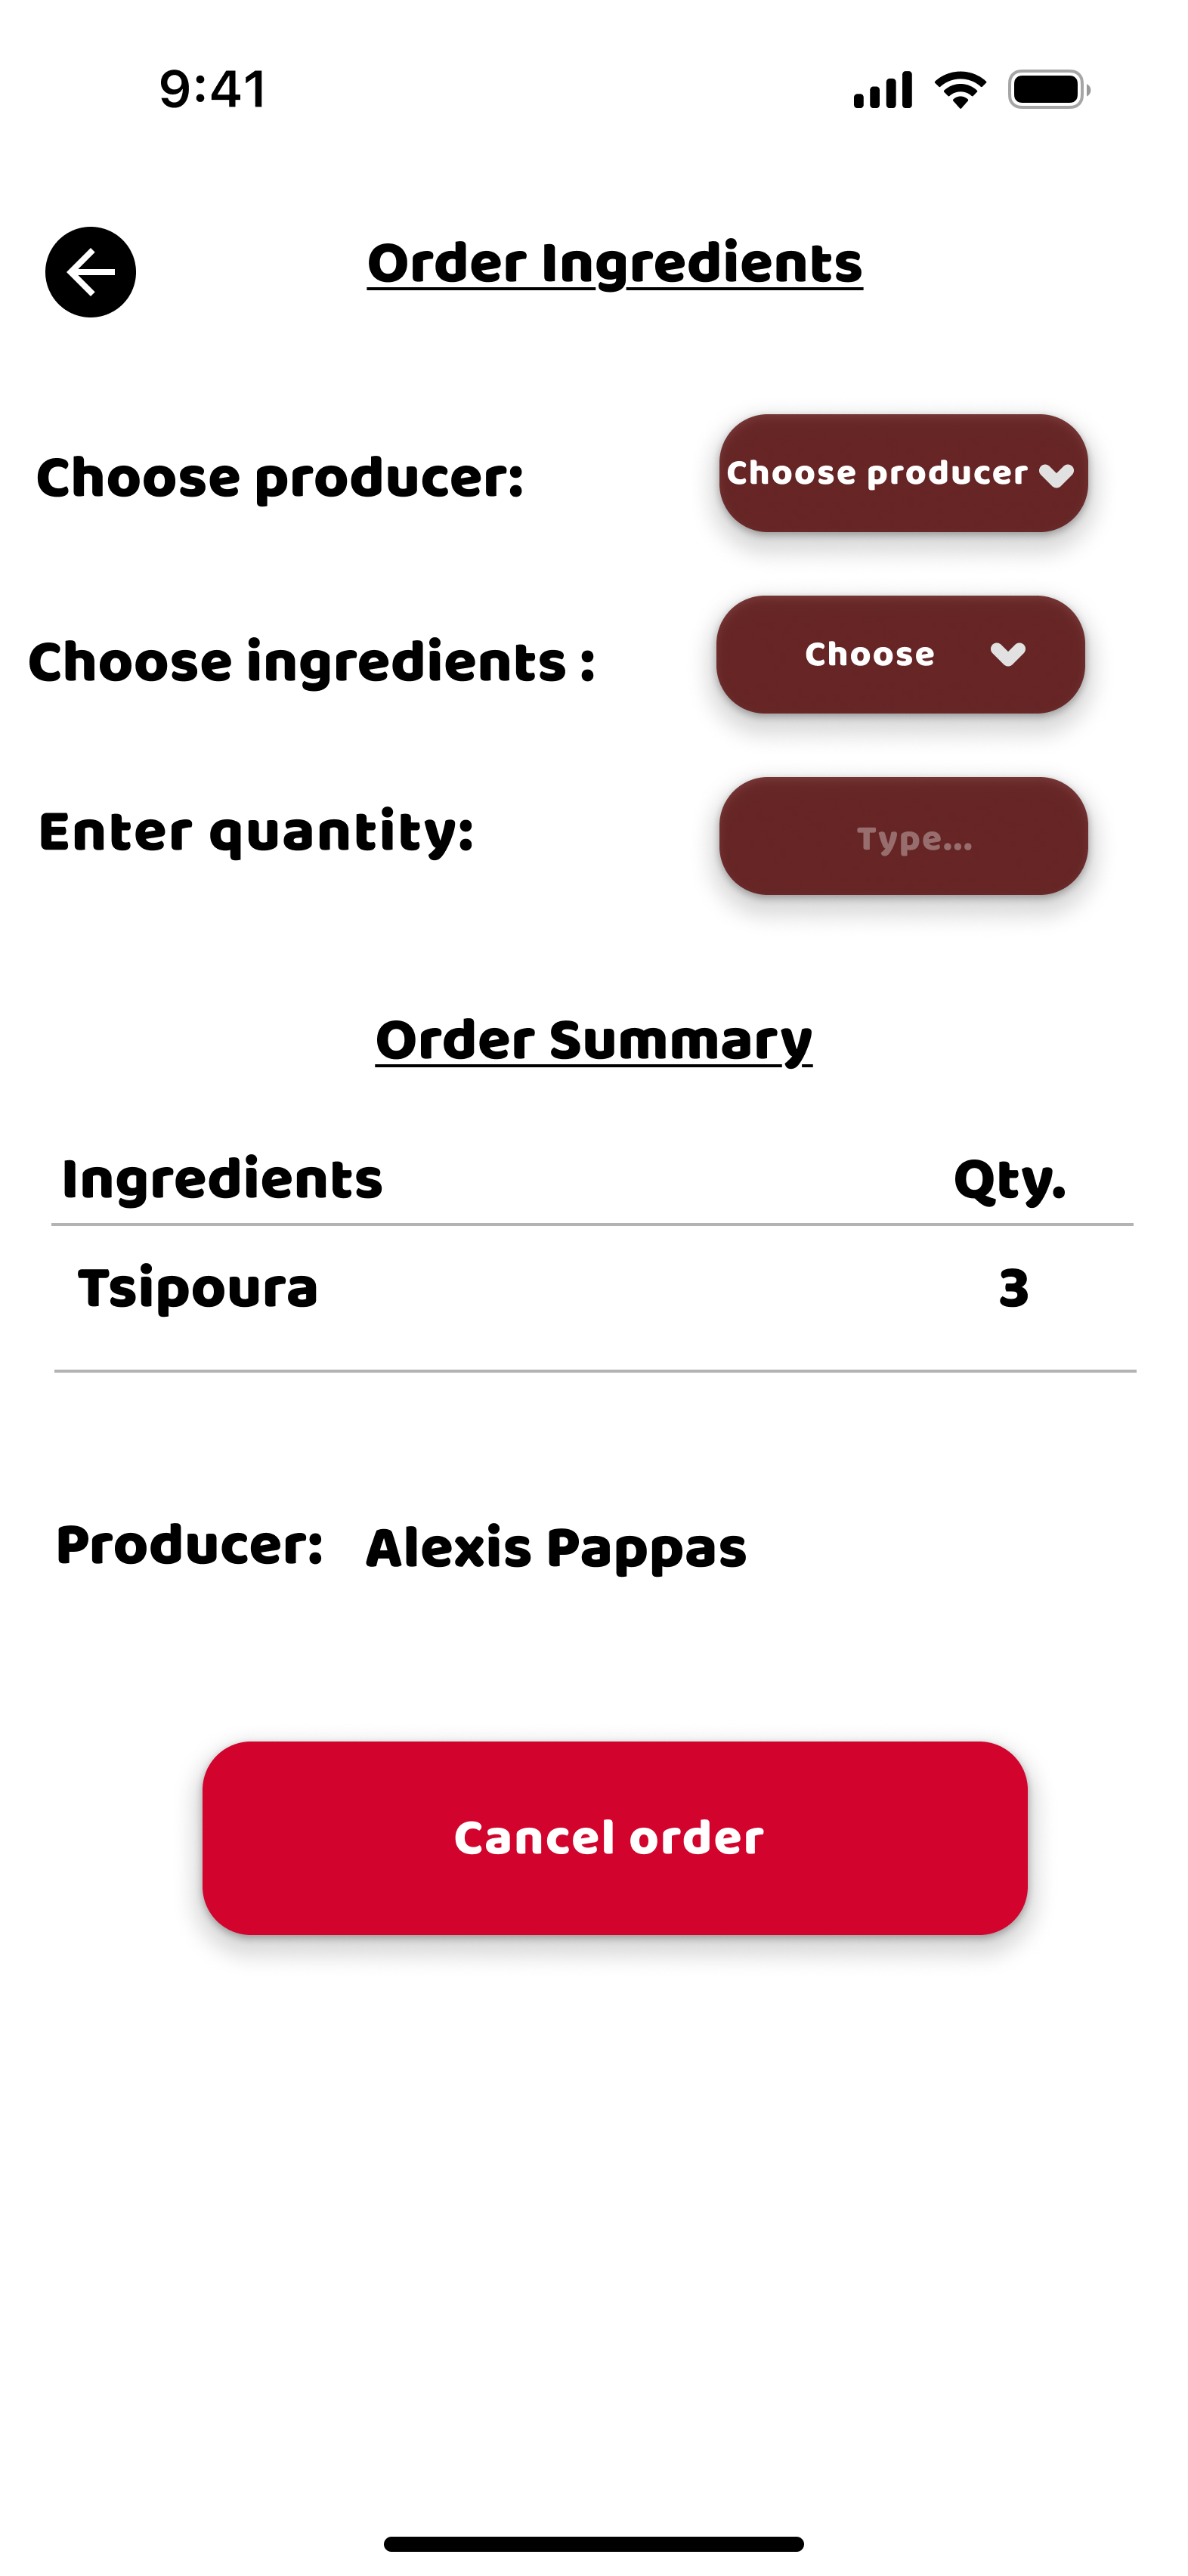 9:41
Order Ingredients
Choose producer:
Choose producer
Choose ingredients :
Choose
Enter quantity:
Type...
Order Summary
Ingredients Qty.
Tsipoura 3
Producer: Alexis Pappas
Cancel order